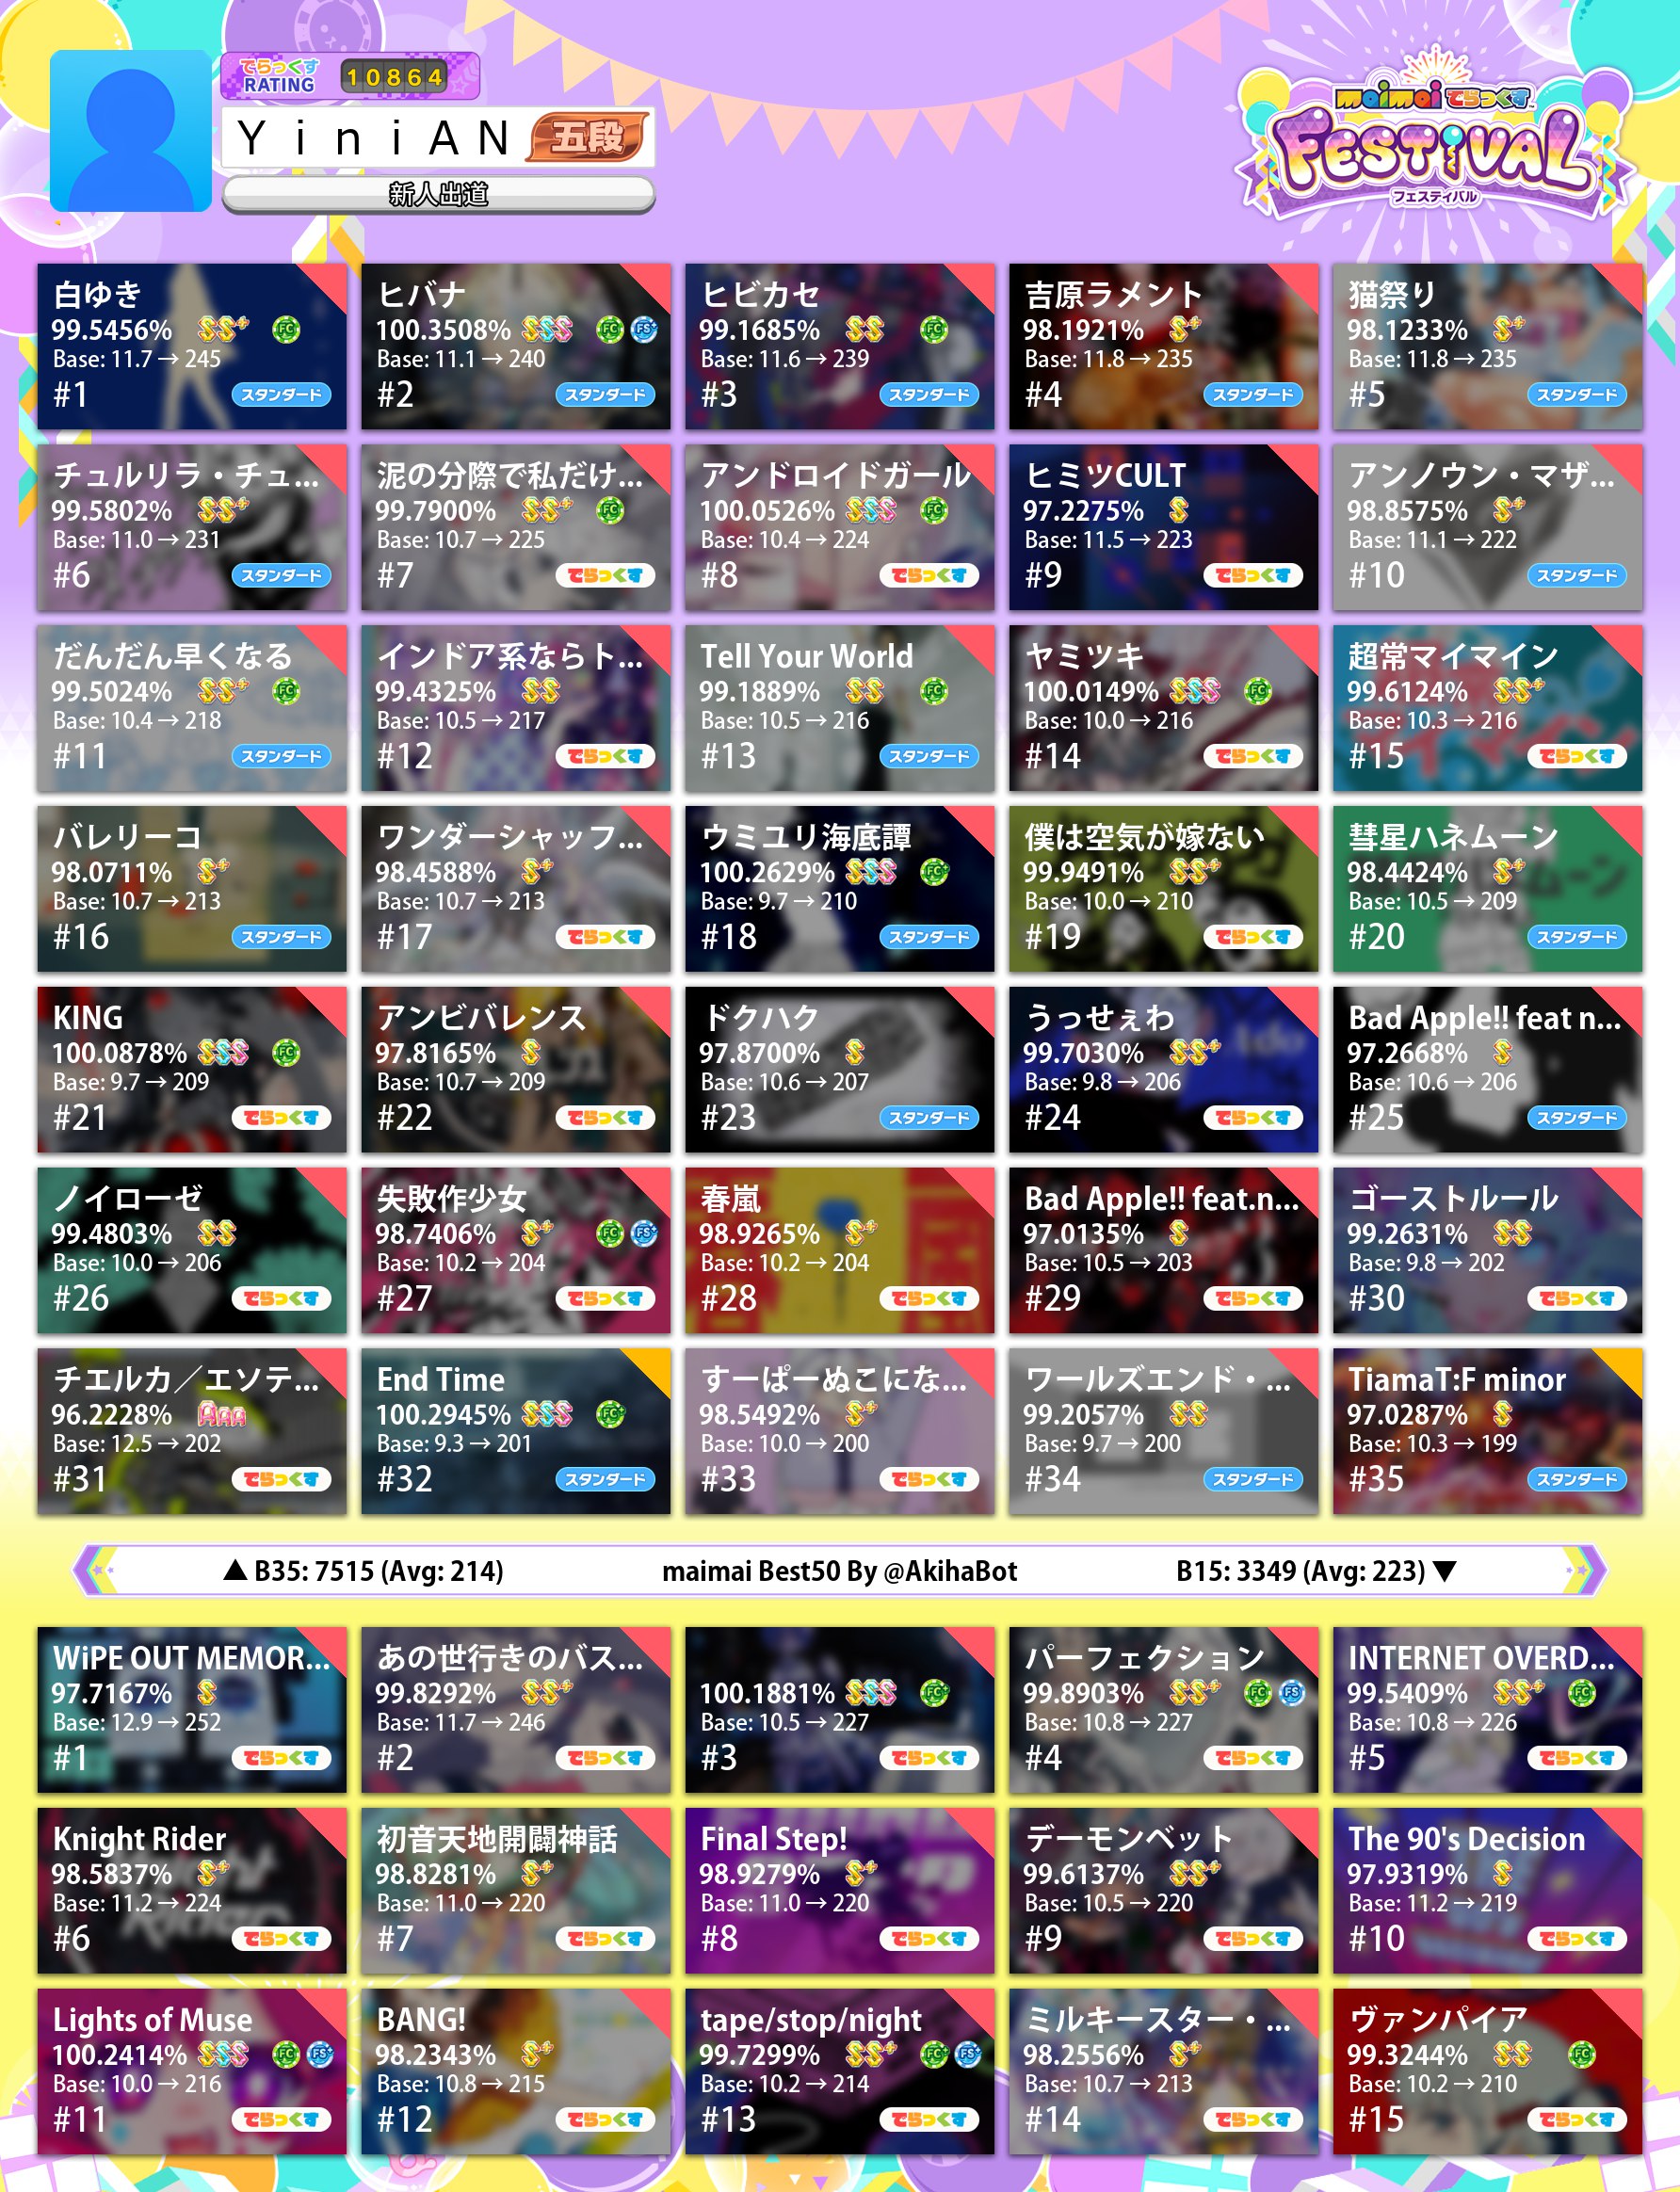 でらっくす
RATING
10864
YiniAN 五段
新人出道
maimai でらっくす
FESTiVAL
フェスティバル
白ゆき
99.5456% SS+ FC
Base: 11.7 → 245
#1 スタンダード
ヒバナ
100.3508% SSS FC FS+
Base: 11.1 → 240
#2 スタンダード
ヒビカセ
99.1685% SS FC
Base: 11.6 → 239
#3 スタンダード
吉原ラメント
98.1921% S+
Base: 11.8 → 235
#4 スタンダード
猫祭り
98.1233% S+
Base: 11.8 → 235
#5 スタンダード
チュルリラ・チュ...
99.5802% SS+
Base: 11.0 → 231
#6 スタンダード
泥の分際で私だけ...
99.7900% SS+ FC
Base: 10.7 → 225
#7 でらっくす
アンドロイドガール
100.0526% SSS FC
Base: 10.4 → 224
#8 でらっくす
ヒミツCULT
97.2275% S
Base: 11.5 → 223
#9 でらっくす
アンノウン・マザ...
98.8575% S+
Base: 11.1 → 222
#10 スタンダード
だんだん早くなる
99.5024% SS+ FC
Base: 10.4 → 218
#11 スタンダード
インドア系ならト...
99.4325% SS
Base: 10.5 → 217
#12 でらっくす
Tell Your World
99.1889% SS FC
Base: 10.5 → 216
#13 スタンダード
ヤミツキ
100.0149% SSS FC
Base: 10.0 → 216
#14 でらっくす
超常マイマイン
99.6124% SS+
Base: 10.3 → 216
#15 でらっくす
バレリーコ
98.0711% S+
Base: 10.7 → 213
#16 スタンダード
ワンダーシャッフ...
98.4588% S+
Base: 10.7 → 213
#17 でらっくす
ウミユリ海底譚
100.2629% SSS FC+
Base: 9.7 → 210
#18 スタンダード
僕は空気が嫁ない
99.9491% SS+
Base: 10.0 → 210
#19 でらっくす
彗星ハネムーン
98.4424% S+
Base: 10.5 → 209
#20 スタンダード
KING
100.0878% SSS FC
Base: 9.7 → 209
#21 でらっくす
アンビバレンス
97.8165% S
Base: 10.7 → 209
#22 でらっくす
ドクハク
97.8700% S
Base: 10.6 → 207
#23 スタンダード
うっせぇわ
99.7030% SS+
Base: 9.8 → 206
#24 でらっくす
Bad Apple!! feat n...
97.2668% S
Base: 10.6 → 206
#25 スタンダード
ノイローゼ
99.4803% SS
Base: 10.0 → 206
#26 でらっくす
失敗作少女
98.7406% S+ FC FS+
Base: 10.2 → 204
#27 でらっくす
春嵐
98.9265% S+
Base: 10.2 → 204
#28 でらっくす
Bad Apple!! feat.n...
97.0135% S
Base: 10.5 → 203
#29 でらっくす
ゴーストルール
99.2631% SS
Base: 9.8 → 202
#30 でらっくす
チエルカ／エソテ...
96.2228% AAA
Base: 12.5 → 202
#31 でらっくす
End Time
100.2945% SSS FC+
Base: 9.3 → 201
#32 スタンダード
すーぱーぬこにな...
98.5492% S+
Base: 10.0 → 200
#33 でらっくす
ワールズエンド・...
99.2057% SS
Base: 9.7 → 200
#34 スタンダード
TiamaT:F minor
97.0287% S
Base: 10.3 → 199
#35 スタンダード
▲ B35: 7515 (Avg: 214) maimai Best50 By @AkihaBot B15: 3349 (Avg: 223) ▼
WiPE OUT MEMOR...
97.7167% S
Base: 12.9 → 252
#1 でらっくす
あの世行きのバス...
99.8292% SS+
Base: 11.7 → 246
#2 でらっくす
100.1881% SSS FC+
Base: 10.5 → 227
#3 でらっくす
パーフェクション
99.8903% SS+ FC FS
Base: 10.8 → 227
#4 でらっくす
INTERNET OVERD...
99.5409% SS+ FC
Base: 10.8 → 226
#5 でらっくす
Knight Rider
98.5837% S+
Base: 11.2 → 224
#6 でらっくす
初音天地開闢神話
98.8281% S+
Base: 11.0 → 220
#7 でらっくす
Final Step!
98.9279% S+
Base: 11.0 → 220
#8 でらっくす
デーモンベット
99.6137% SS+
Base: 10.5 → 220
#9 でらっくす
The 90's Decision
97.9319% S
Base: 11.2 → 219
#10 でらっくす
Lights of Muse
100.2414% SSS FC FS+
Base: 10.0 → 216
#11 でらっくす
BANG!
98.2343% S+
Base: 10.8 → 215
#12 でらっくす
tape/stop/night
99.7299% SS+ FC+ FS+
Base: 10.2 → 214
#13 でらっくす
ミルキースター・...
98.2556% S+
Base: 10.7 → 213
#14 でらっくす
ヴァンパイア
99.3244% SS FC
Base: 10.2 → 210
#15 でらっくす